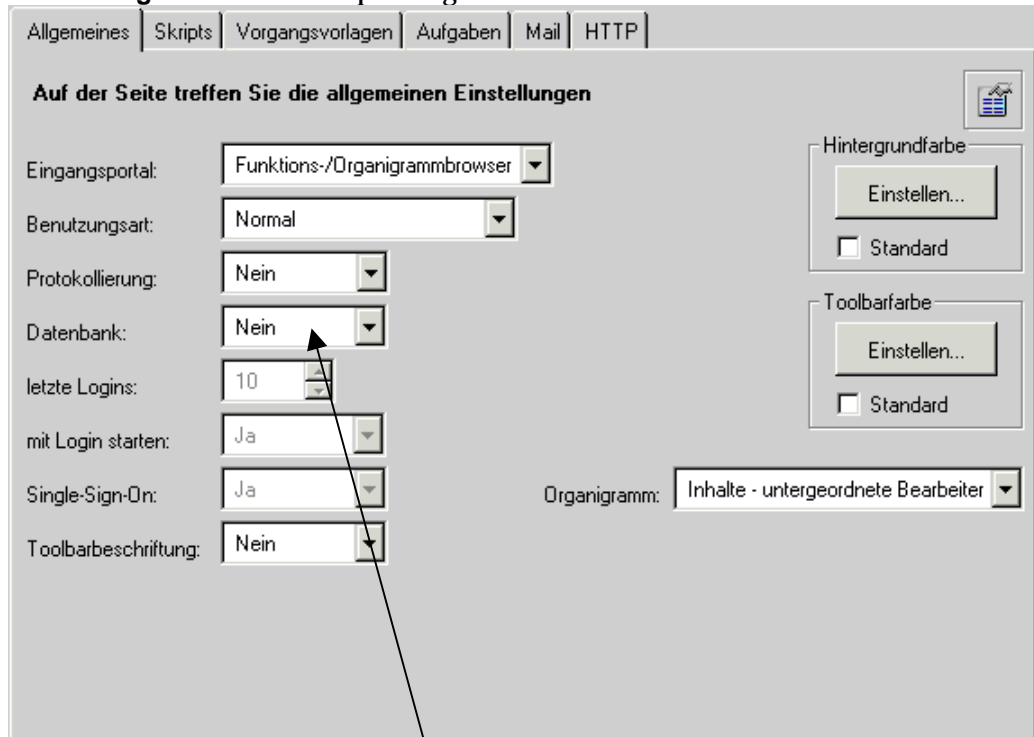 Allgemeines Skripts Vorgangsvorlagen Aufgaben Mail HTTP
Auf der Seite treffen Sie die allgemeinen Einstellungen
Eingangsportal: Funktions-/Organigrammbrowser
Benutzungsart: Normal
Protokollierung: Nein
Datenbank: Nein
letzte Logins: 10
mit Login starten: Ja
Single-Sign-On: Ja
Toolbarbeschriftung: Nein
Hintergrundfarbe
Einstellen...
Standard
Toolbarfarbe
Einstellen...
Standard
Organigramm: Inhalte - untergeordnete Bearbeiter